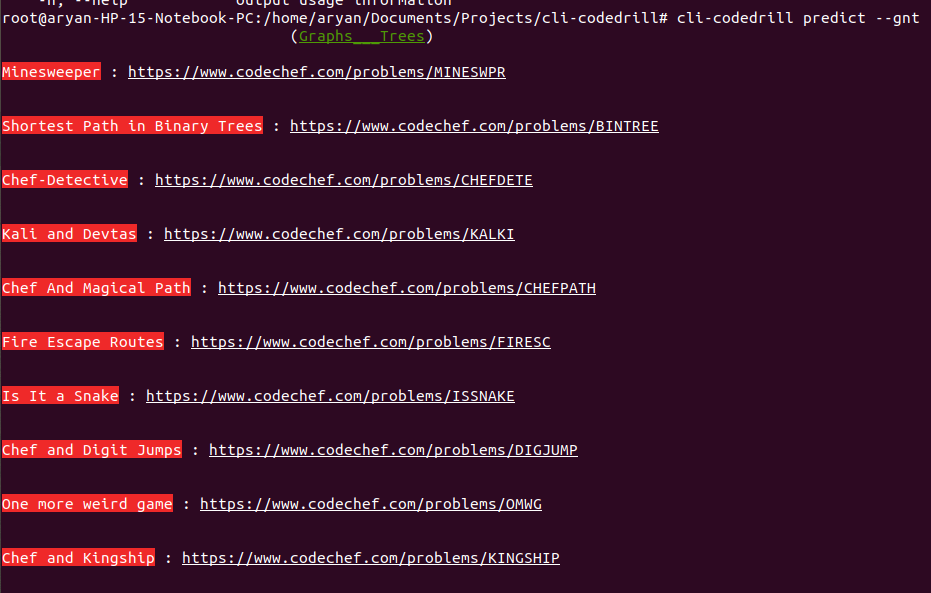 -h, --help output usage information
root@aryan-HP-15-Notebook-PC:/home/aryan/Documents/Projects/cli-codedrill# cli-codedrill predict --gnt
(Graphs___Trees)
Minesweeper : https://www.codechef.com/problems/MINESWPR
Shortest Path in Binary Trees : https://www.codechef.com/problems/BINTREE
Chef-Detective : https://www.codechef.com/problems/CHEFDETE
Kali and Devtas : https://www.codechef.com/problems/KALKI
Chef And Magical Path : https://www.codechef.com/problems/CHEFPATH
Fire Escape Routes : https://www.codechef.com/problems/FIRESC
Is It a Snake : https://www.codechef.com/problems/ISSNAKE
Chef and Digit Jumps : https://www.codechef.com/problems/DIGJUMP
One more weird game : https://www.codechef.com/problems/OMWG
Chef and Kingship : https://www.codechef.com/problems/KINGSHIP